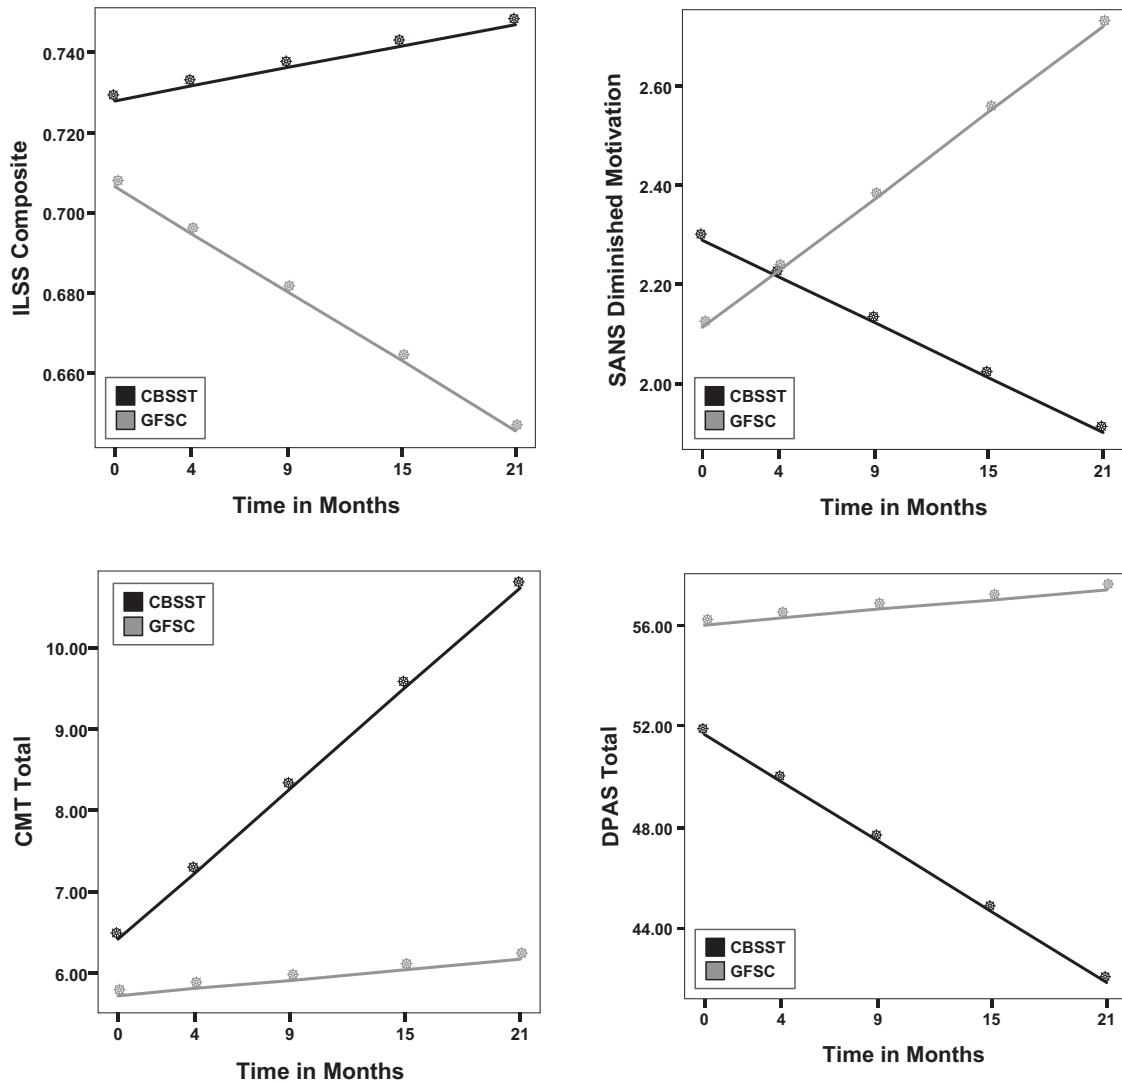 ILSS Composite
0.740
0.720
0.700
0.680
0.660
CBSST
GFSC
0 4 9 15 21
Time in Months
SANS Diminished Motivation
2.60
2.40
2.20
2.00
CBSST
GFSC
0 4 9 15 21
Time in Months
CMT Total
CBSST
GFSC
10.00
9.00
8.00
7.00
6.00
0 4 9 15 21
Time in Months
DPAS Total
56.00
52.00
48.00
44.00
CBSST
GFSC
0 4 9 15 21
Time in Months